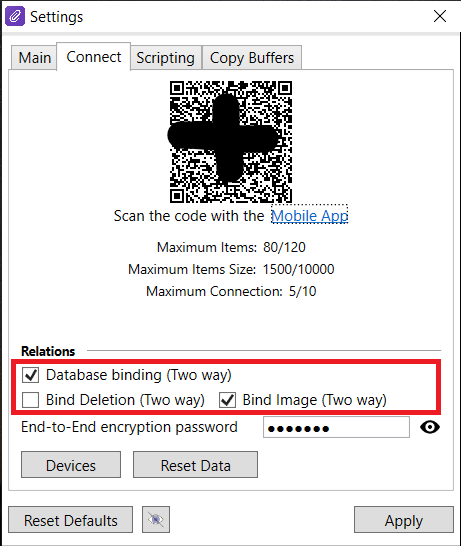 Settings
Main Connect Scripting Copy Buffers
Scan the code with the Mobile App
Maximum Items: 80/120
Maximum Items Size: 1500/10000
Maximum Connection: 5/10
Relations
Database binding (Two way)
Bind Deletion (Two way) Bind Image (Two way)
End-to-End encryption password ●●●●●●●
Devices Reset Data
Reset Defaults Apply